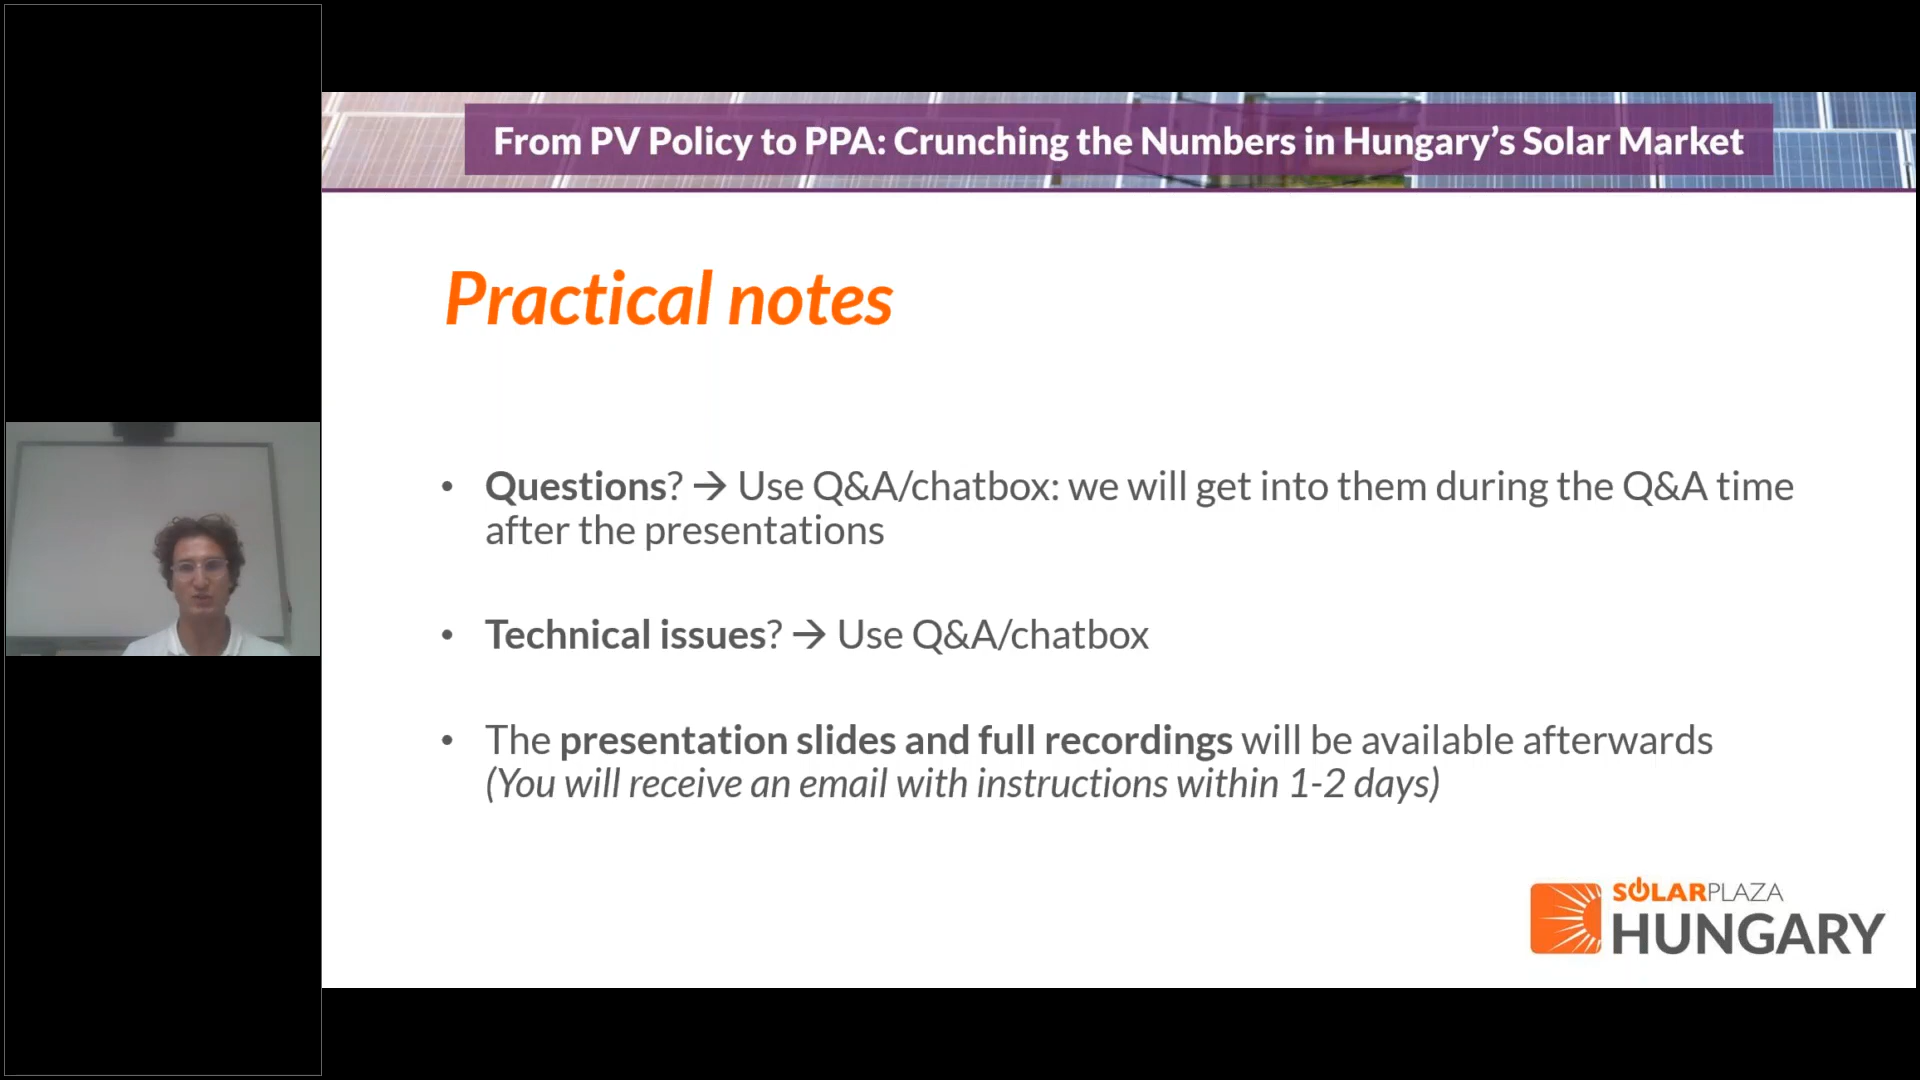 From PV Policy to PPA: Crunching the Numbers in Hungary’s Solar Market
Practical notes
• Questions? → Use Q&A/chatbox: we will get into them during the Q&A time
after the presentations
• Technical issues? → Use Q&A/chatbox
• The presentation slides and full recordings will be available afterwards
(You will receive an email with instructions within 1-2 days)
SOLARPLAZA
HUNGARY